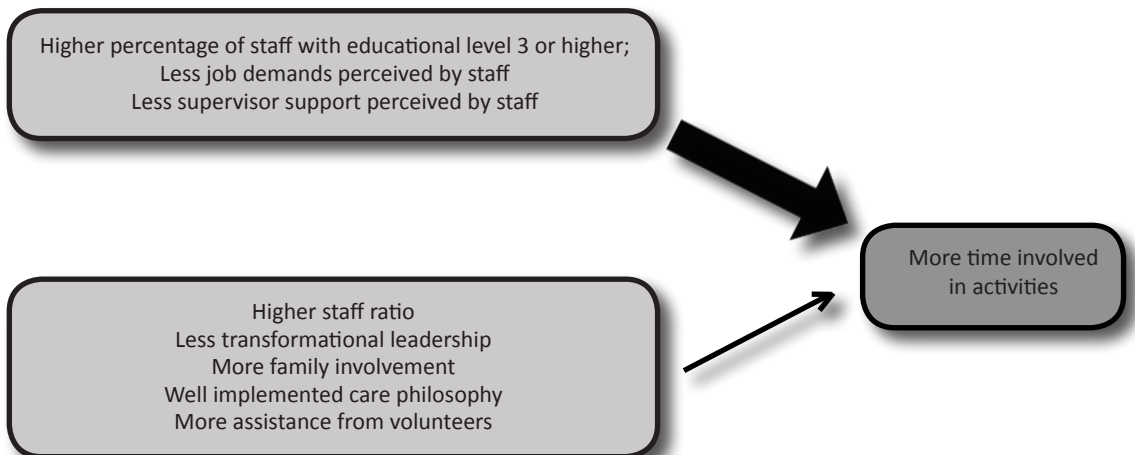 Higher percentage of staff with educational level 3 or higher;
Less job demands perceived by staff
Less supervisor support perceived by staff
More time involved
in activities
Higher staff ratio
Less transformational leadership
More family involvement
Well implemented care philosophy
More assistance from volunteers